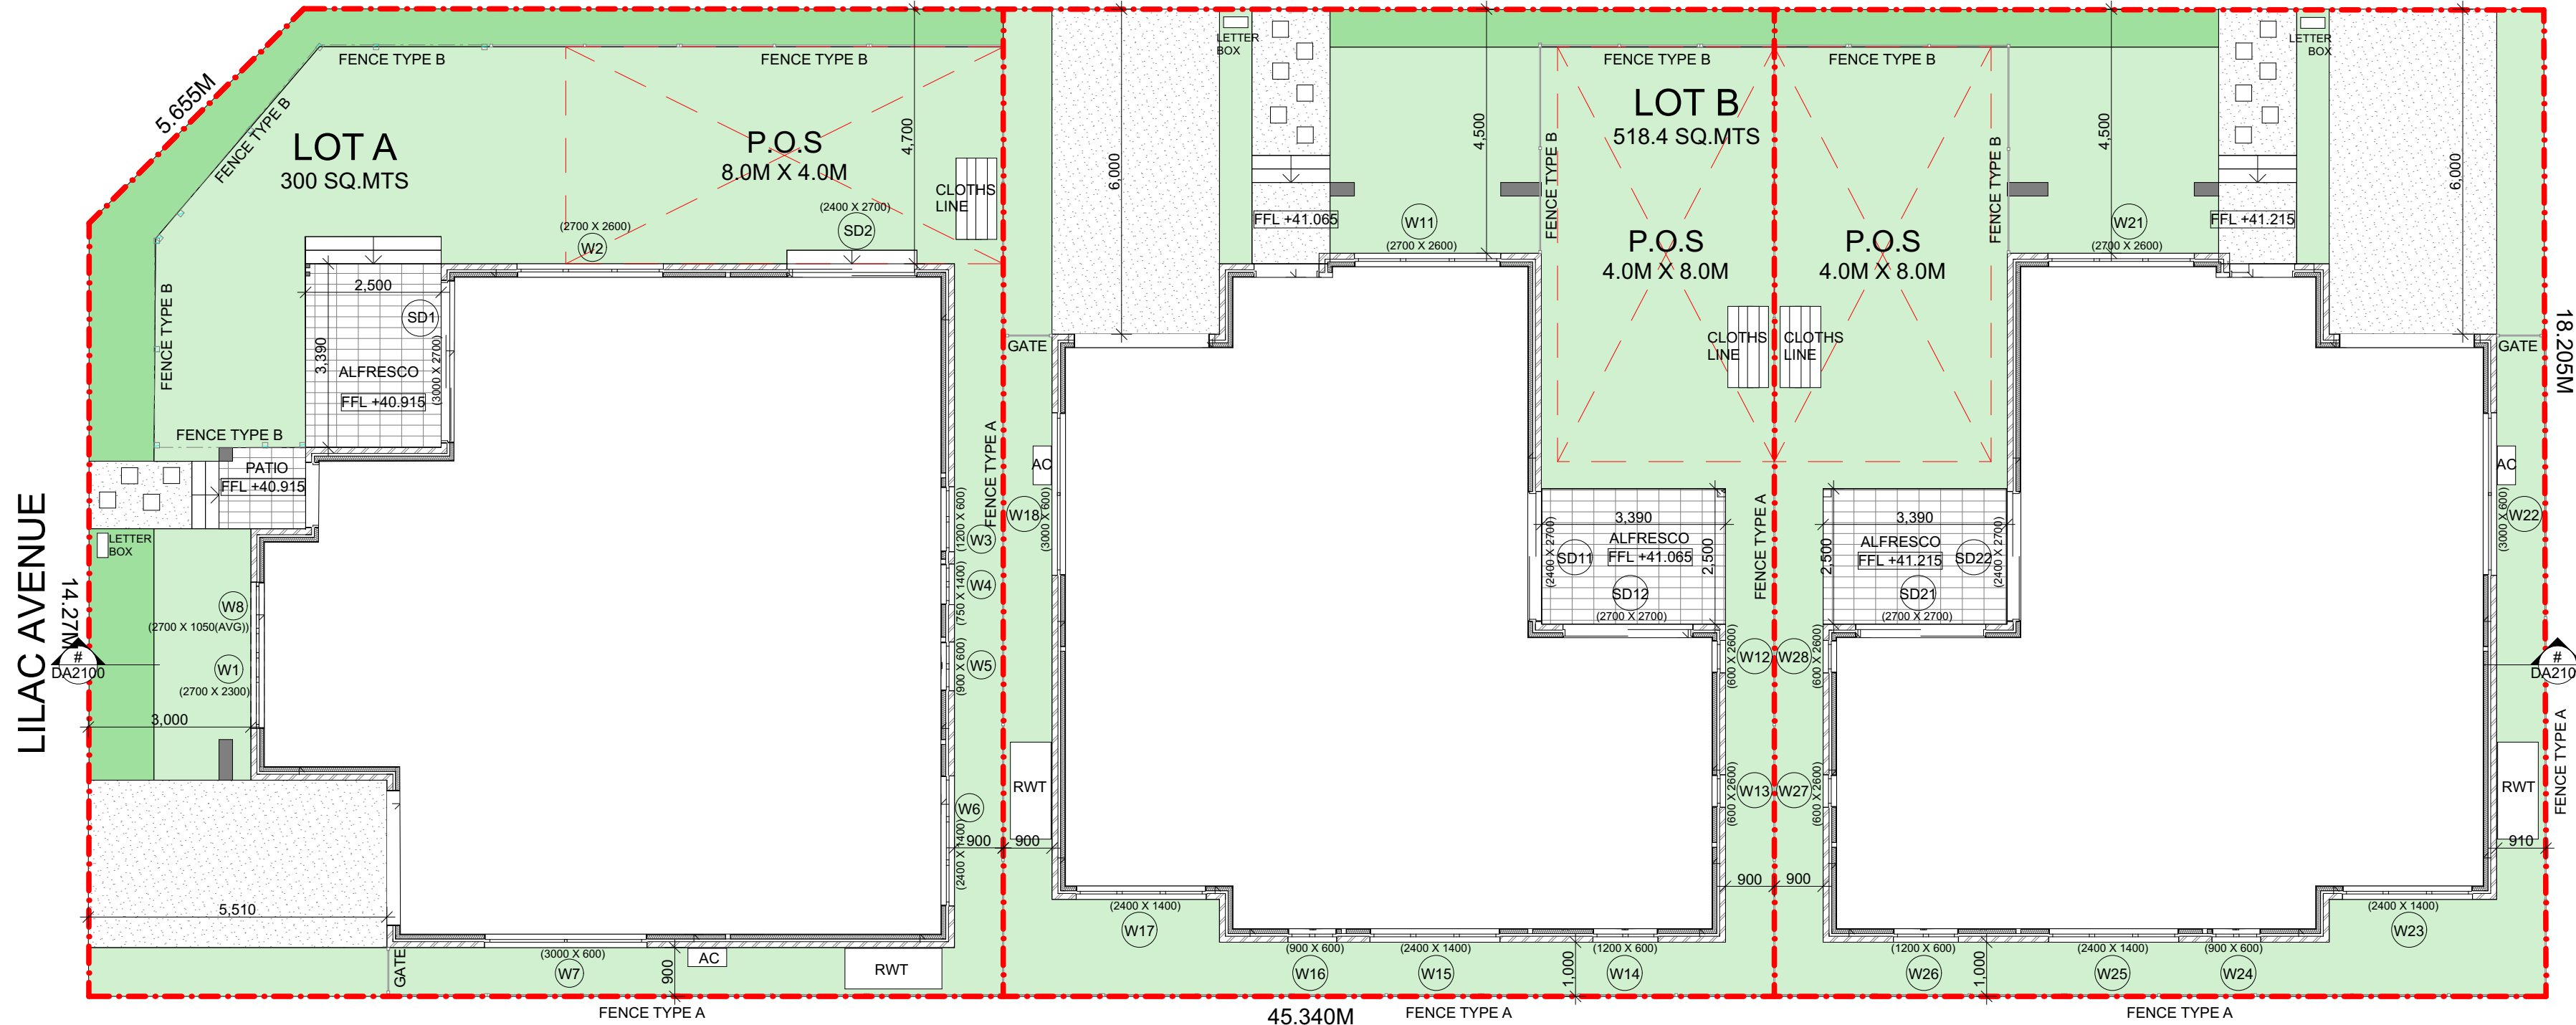 LETTER
BOX
LETTER
BOX
FENCE TYPE B
FENCE TYPE B
FENCE TYPE B
FENCE TYPE B
5.655M
FENCE TYPE B
LOT A
300 SQ.MTS
P.O.S
8.0M X 4.0M
4,700
CLOTHS
LINE
6,000
4,500
LOT B
518.4 SQ.MTS
4,500
6,000
FENCE TYPE B
FENCE TYPE B
(2700 X 2600)
W2
(2400 X 2700)
SD2
FFL +41.065
W11
(2700 X 2600)
P.O.S
4.0M X 8.0M
P.O.S
4.0M X 8.0M
W21
(2700 X 2600)
FFL +41.215
FENCE TYPE B
2,500
SD1
3,390
(3000 X 2700)
ALFRESCO
FFL +40.915
GATE
CLOTHS
LINE
CLOTHS
LINE
GATE
18.205M
FENCE TYPE B
PATIO
FFL +40.915
FENCE TYPE A
AC
AC
LILAC AVENUE
14.27M
LETTER
BOX
(1200 X 600)
W3
W18
(3000 X 600)
(2400 X 2700)
3,390
ALFRESCO
SD11
FFL +41.065
2,500
SD12
(2700 X 2700)
FENCE TYPE A
2,500
3,390
ALFRESCO
FFL +41.215
SD22
(2400 X 2700)
SD21
(2700 X 2700)
(3000 X 600)
W22
W8
(2700 X 1050(AVG))
(750 X 1400)
W4
#
DA2100
W1
(2700 X 2300)
(900 X 600)
W5
(600 X 2600)
W12
W28
(600 X 2600)
#
DA210
3,000
FENCE TYPE A
RWT
(600 X 2600)
W13
W27
(600 X 2600)
RWT
W6
(2400 X 1400)
900
900
910
900
900
5,510
(2400 X 1400)
W17
(2400 X 1400)
W23
GATE
(3000 X 600)
W7
900
AC
RWT
(900 X 600)
W16
(2400 X 1400)
W15
1,000
(1200 X 600)
W14
(1200 X 600)
W26
1,000
(2400 X 1400)
W25
(900 X 600)
W24
FENCE TYPE A
45.340M
FENCE TYPE A
FENCE TYPE A